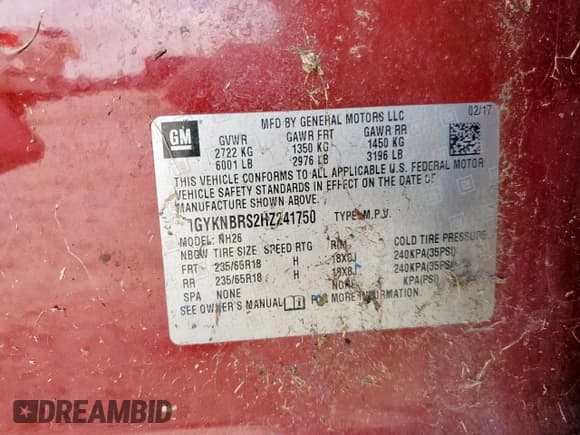 GM
MFD BY GENERAL MOTORS LLC
02/17
GVWR GAWR FRT GAWR RR
2722 KG 1350 KG 1450 KG
6001 LB 2976 LB 3196 LB
THIS VEHICLE CONFORMS TO ALL APPLICABLE U.S. FEDERAL MOTOR
VEHICLE SAFETY STANDARDS IN EFFECT ON THE DATE OF
MANUFACTURE SHOWN ABOVE.
1GYKNBRS2HZ241750 TYPE: M.P.V.
MODEL: NH26
TIRE SIZE SPEED RTG RIM COLD TIRE PRESSURE
FRT 235/65R18 H 18X8J 240KPA(35PSI)
RR 235/65R18 H 18X8J 240KPA(35PSI)
SPA NONE NONE KPA(PSI)
SEE OWNER'S MANUAL FOR MORE INFORMATION.
DREAMBID